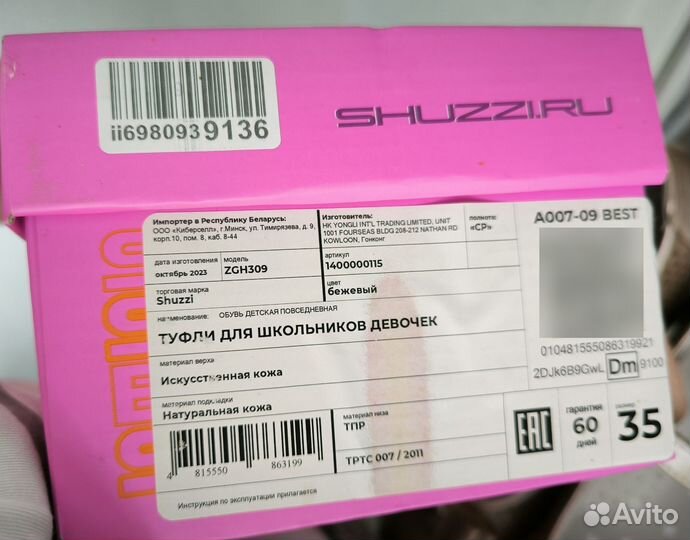 ii6980939136
SHUZZI.RU
Импортер в Республику Беларусь:
ООО «Киберселл», г.Минск, ул. Тимирязева, д. 9,
корп.10, пом. 8, каб. 8-44
Изготовитель:
HK YONGLI INT'L TRADING LIMITED, UNIT
1001 FOURSEAS BLDG 208-212 NATHAN RD
KOWLOON, Гонконг
полнота:
«СР»
A007-09 BEST
дата изготовления
октябрь 2023
модель
ZGH309
артикул
1400000115
торговая марка
Shuzzi
цвет
бежевый
наименование: ОБУВЬ ДЕТСКАЯ ПОВСЕДНЕВНАЯ
ТУФЛИ ДЛЯ ШКОЛЬНИКОВ ДЕВОЧЕК
материал верха
Искусственная кожа
материал подкладки
Натуральная кожа
материал низа
ТПР
ТРТС 007 / 2011
4 815550 863199
Инструкция по эксплуатации прилагается
010481555086319921
2DJk6B9GwL Dm 9100
EAC
гарантия
60
дней
размер
35
Avito